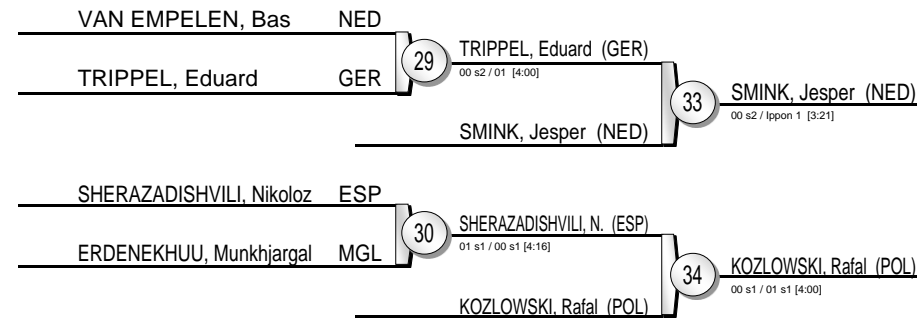 VAN EMPELEN, Bas NED
TRIPPEL, Eduard GER
29
TRIPPEL, Eduard (GER)
00 s2 / 01 [4:00]
SMINK, Jesper (NED)
33
SMINK, Jesper (NED)
00 s2 / Ippon 1 [3:21]
SHERAZADISHVILI, Nikoloz ESP
ERDENEKHUU, Munkhjargal MGL
30
SHERAZADISHVILI, N. (ESP)
01 s1 / 00 s1 [4:16]
KOZLOWSKI, Rafal (POL)
34
KOZLOWSKI, Rafal (POL)
00 s1 / 01 s1 [4:00]